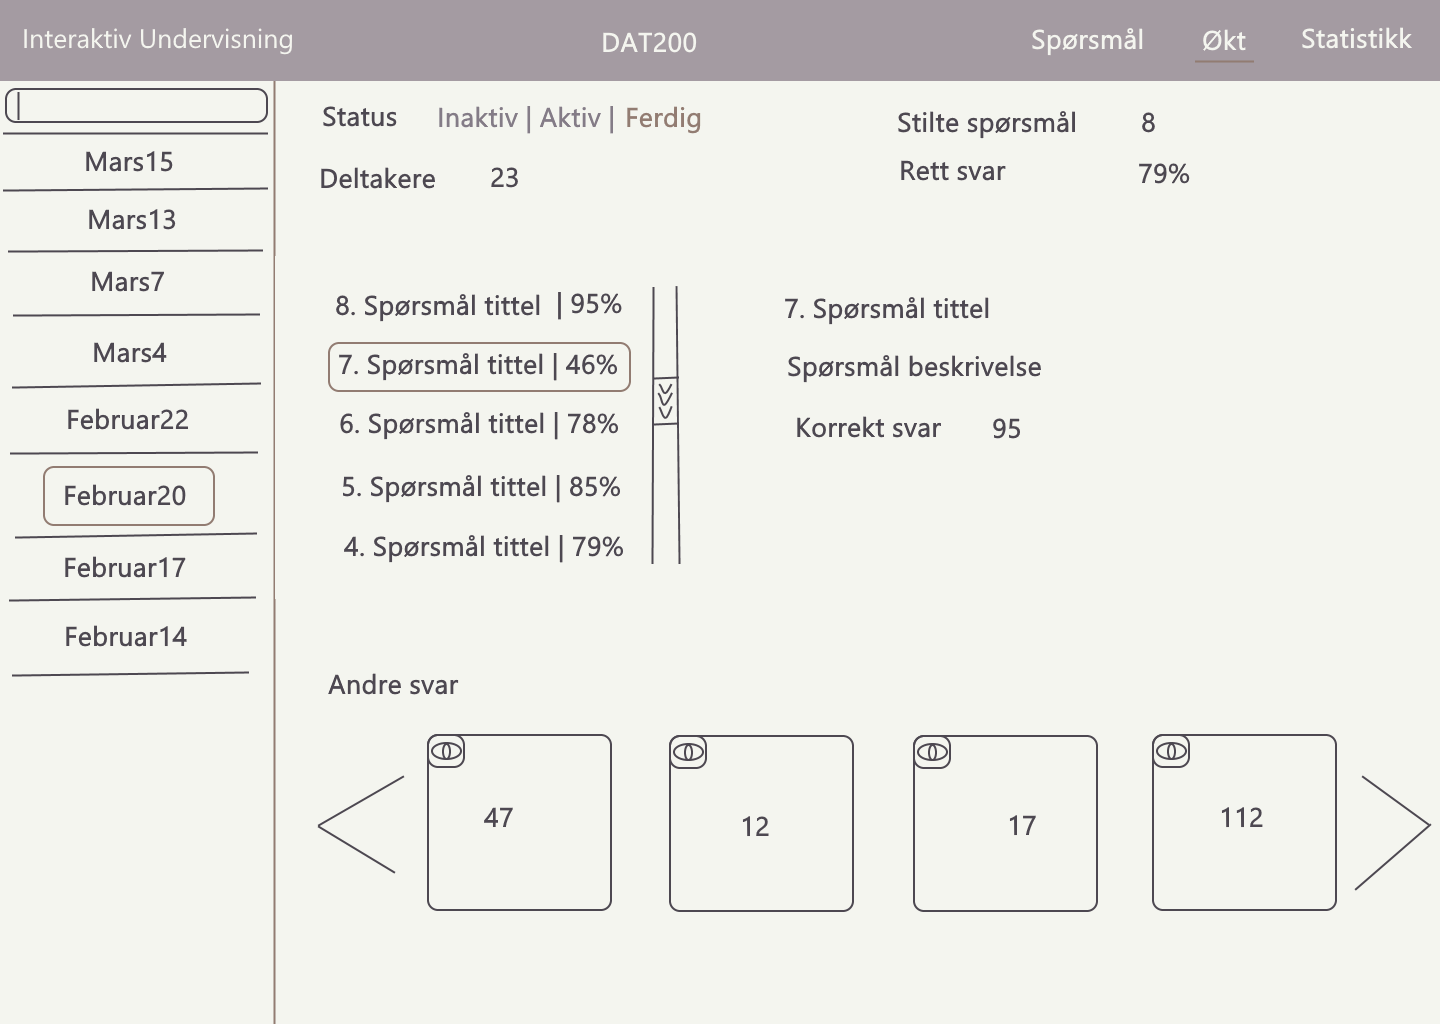 Interaktiv Undervisning
DAT200
Spørsmål
Økt
Statistikk
Mars15
Mars13
Mars7
Mars4
Februar22
Februar20
Februar17
Februar14
Status Inaktiv | Aktiv | Ferdig
Deltakere 23
Stilte spørsmål 8
Rett svar 79%
8. Spørsmål tittel | 95%
7. Spørsmål tittel | 46%
6. Spørsmål tittel | 78%
5. Spørsmål tittel | 85%
4. Spørsmål tittel | 79%
7. Spørsmål tittel
Spørsmål beskrivelse
Korrekt svar 95
Andre svar
47
12
17
112